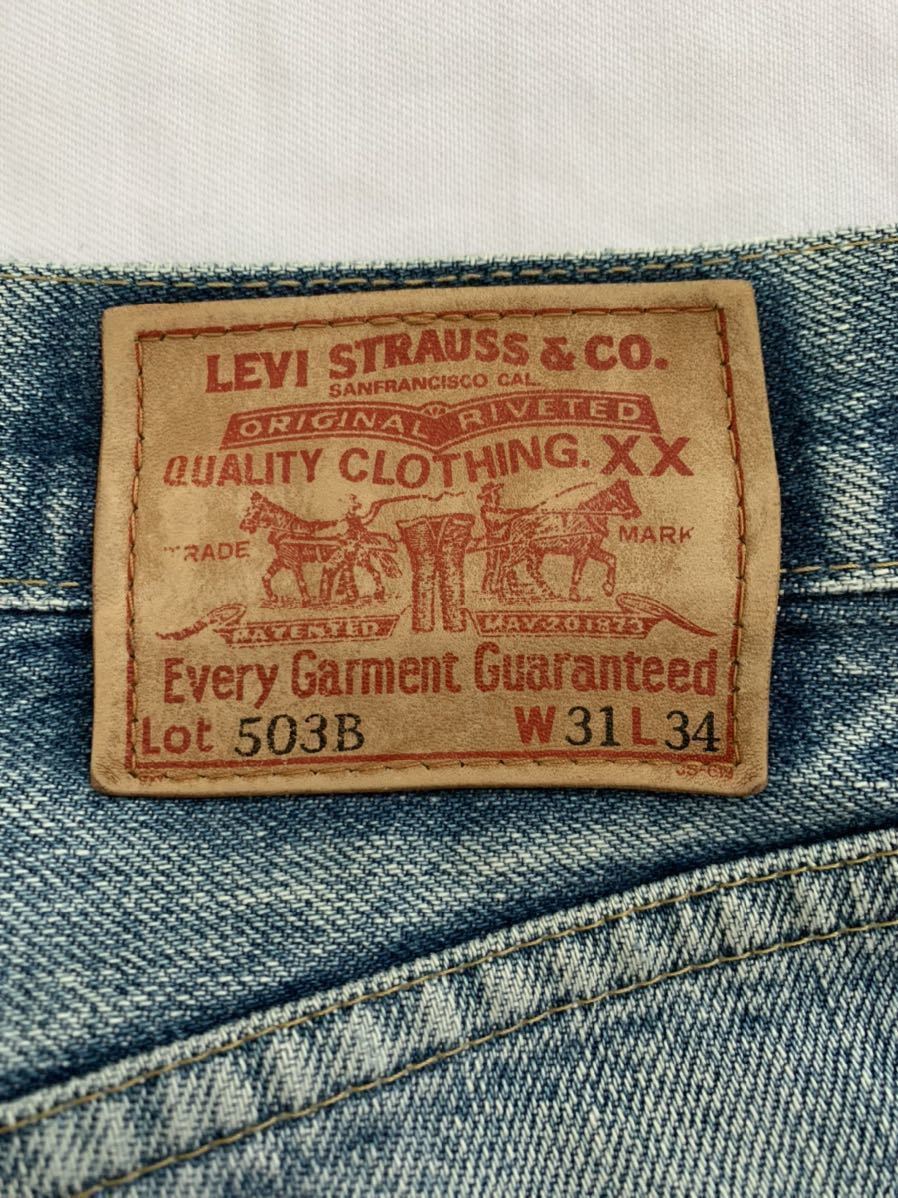 LEVI STRAUSS & CO.
SANFRANCISCO CAL.
ORIGINAL RIVETED
QUALITY CLOTHING. XX
TRADE MARK
PATENTED MAY 20 1873
Every Garment Guaranteed
Lot 503B W31 L34